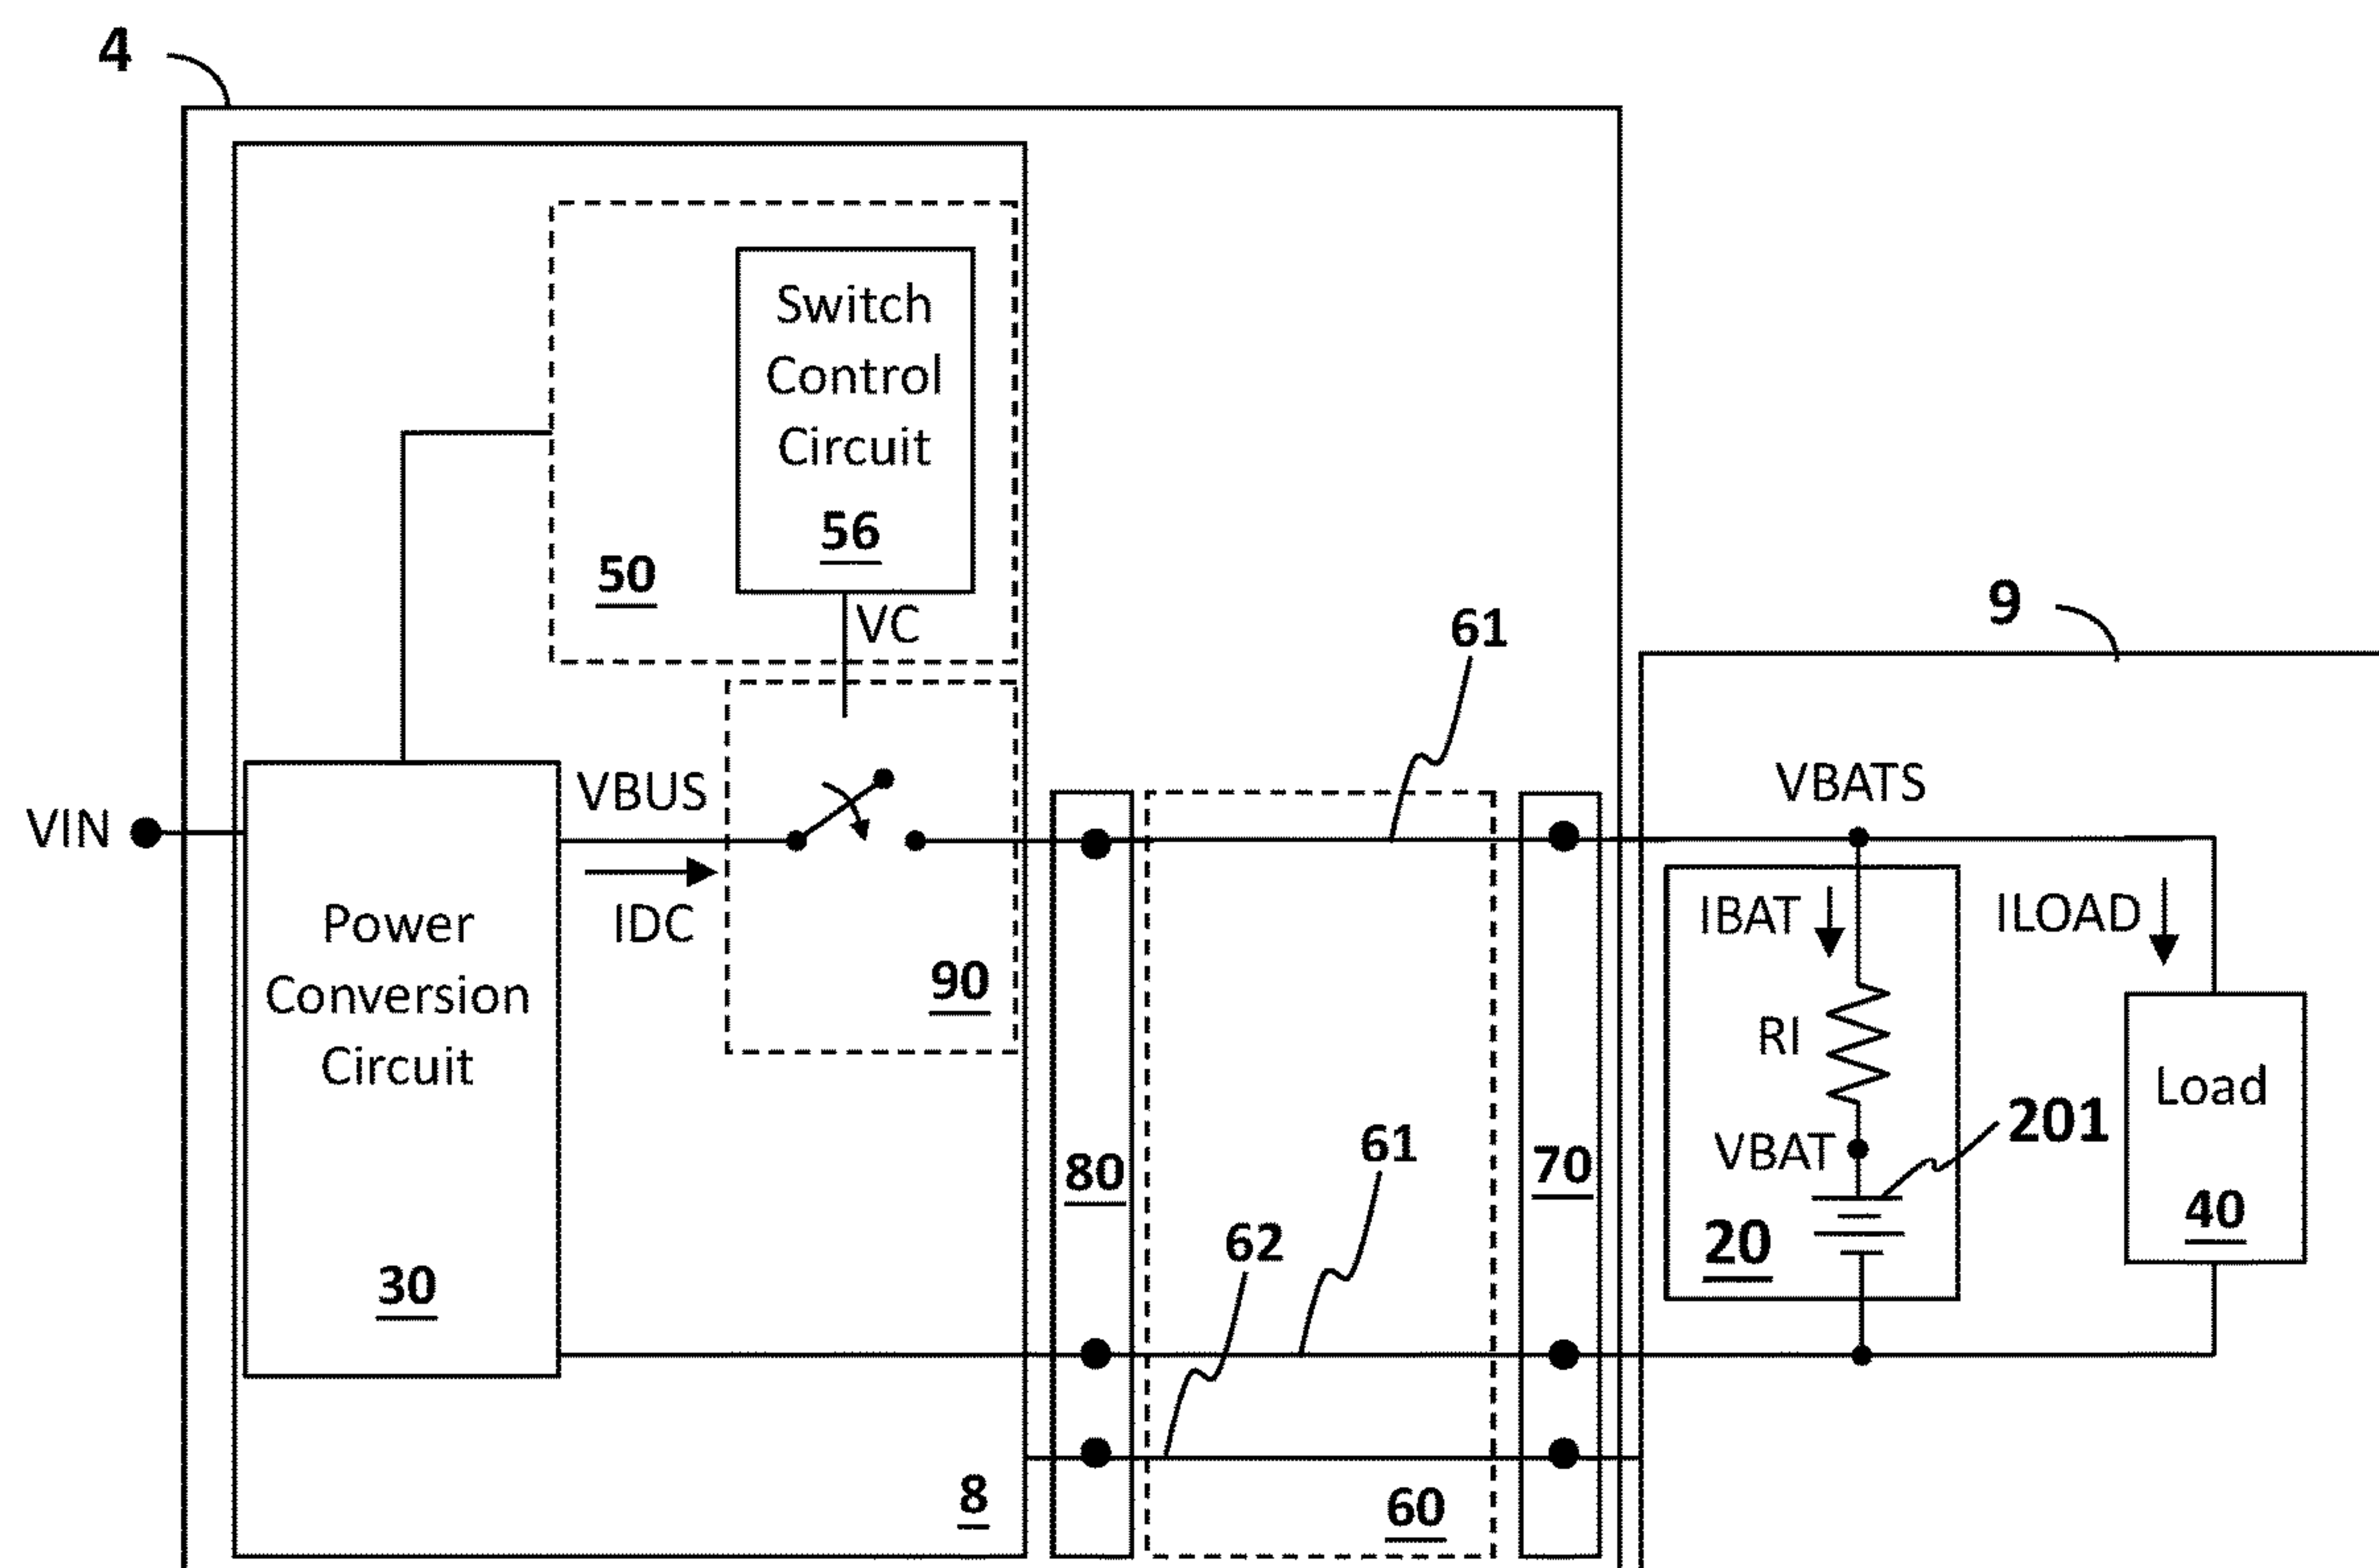 4
Switch
Control
Circuit
56
50
VC
61
9
VBUS
VIN
IDC
90
VBATS
IBAT
ILOAD
Power
Conversion
Circuit
30
RI
VBAT
201
Load
40
20
80
61
70
62
8
60